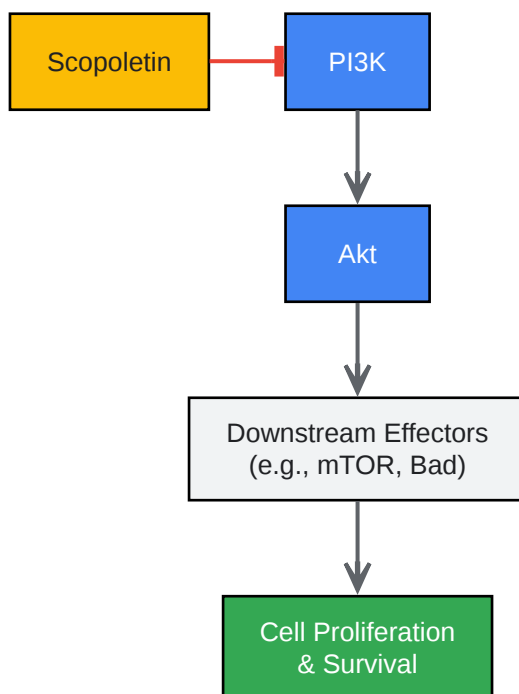 Scopoletin
PI3K
Akt
Downstream Effectors
(e.g., mTOR, Bad)
Cell Proliferation
& Survival